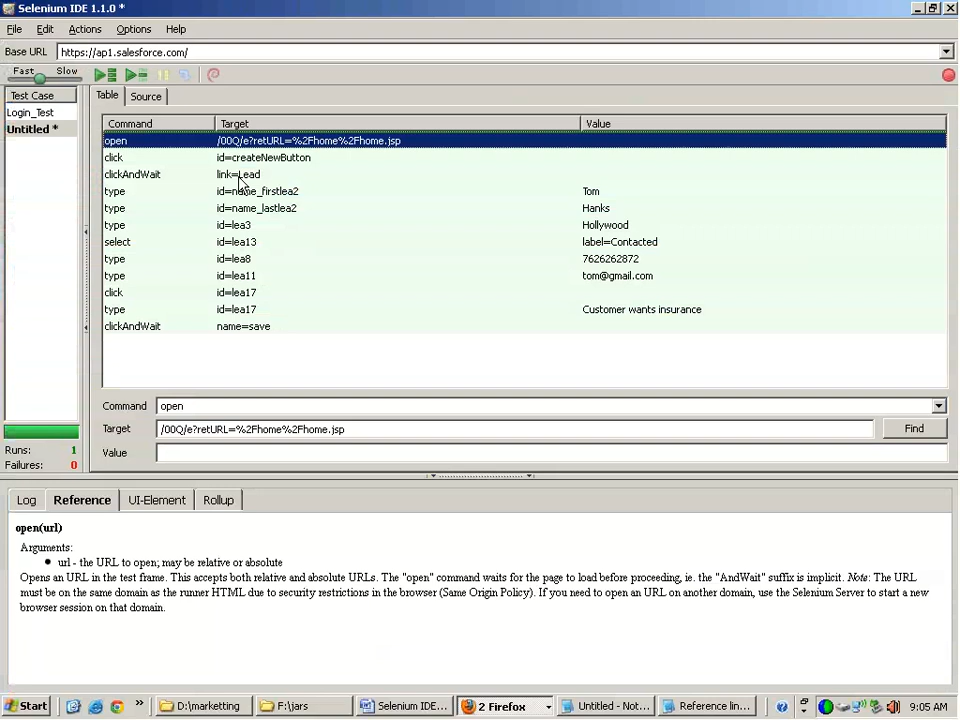 Selenium IDE 1.1.0 *
File Edit Actions Options Help
Base URL https://ap1.salesforce.com/
Fast Slow
Test Case
Login_Test
Untitled *
Table Source
Command Target Value
open /00Q/e?retURL=%2Fhome%2Fhome.jsp
click id=createNewButton
clickAndWait link=Lead
type id=name_firstlea2 Tom
type id=name_lastlea2 Hanks
type id=lea3 Hollywood
select id=lea13 label=Contacted
type id=lea8 7626262872
type id=lea11 tom@gmail.com
click id=lea17
type id=lea17 Customer wants insurance
clickAndWait name=save
Command open
Target /00Q/e?retURL=%2Fhome%2Fhome.jsp Find
Value
Runs: 1
Failures: 0
Log Reference UI-Element Rollup
open(url)
Arguments:
• url - the URL to open; may be relative or absolute
Opens an URL in the test frame. This accepts both relative and absolute URLs. The "open" command waits for the page to load before proceeding, ie. the "AndWait" suffix is implicit. Note: The URL
must be on the same domain as the runner HTML due to security restrictions in the browser (Same Origin Policy). If you need to open an URL on another domain, use the Selenium Server to start a new
browser session on that domain.
Start » D:\marketting F:\jars Selenium IDE... 2 Firefox Untitled - Not... Reference lin... 9:05 AM